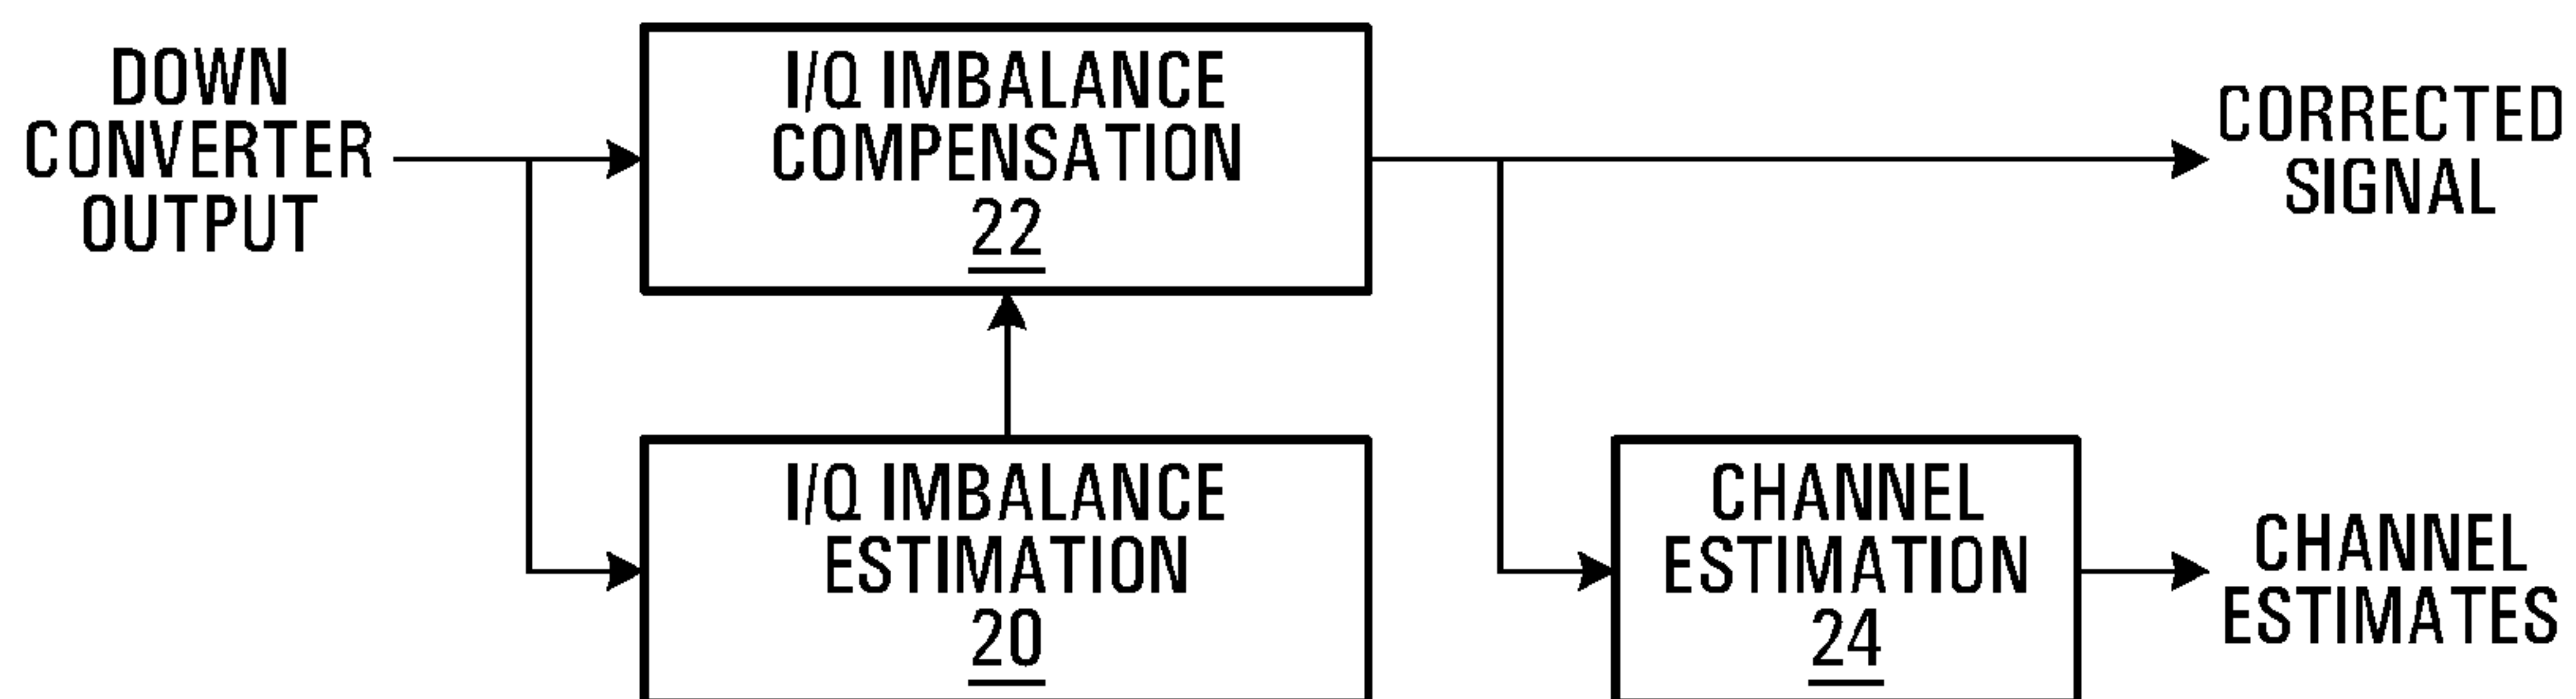 DOWN
CONVERTER
OUTPUT
I/Q IMBALANCE
COMPENSATION
22
CORRECTED
SIGNAL
I/Q IMBALANCE
ESTIMATION
20
CHANNEL
ESTIMATION
24
CHANNEL
ESTIMATES